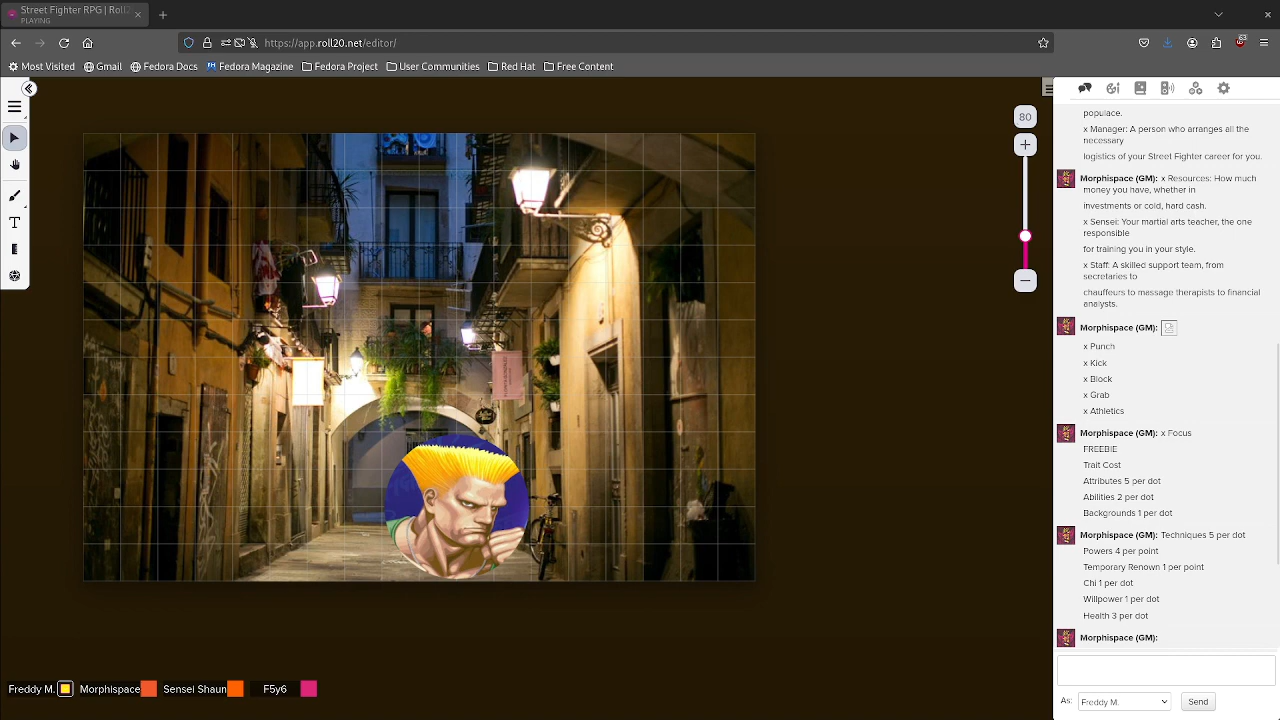 Street Fighter RPG | Roll2
PLAYING
https://app.roll20.net/editor/
63
Most Visited
Gmail
Fedora Docs
Fedora Magazine
Fedora Project
User Communities
Red Hat
Free Content
80
populace.
x Manager: A person who arranges all the
necessary
logistics of your Street Fighter career for you.
Morphispace (GM): x Resources: How much
money you have, whether in
investments or cold, hard cash.
x Sensei: Your martial arts teacher, the one
responsible
for training you in your style.
x Staff: A skilled support team, from
secretaries to
chauffeurs to massage therapists to financial
analysts.
Morphispace (GM):
x Punch
x Kick
x Block
x Grab
x Athletics
Morphispace (GM): x Focus
FREEBIE
Trait Cost
Attributes 5 per dot
Abilities 2 per dot
Backgrounds 1 per dot
Morphispace (GM): Techniques 5 per dot
Powers 4 per point
Temporary Renown 1 per point
Chi 1 per dot
Willpower 1 per dot
Health 3 per dot
Morphispace (GM):
As: Freddy M. Send
Freddy M. Morphispace Sensei Shaun F5y6